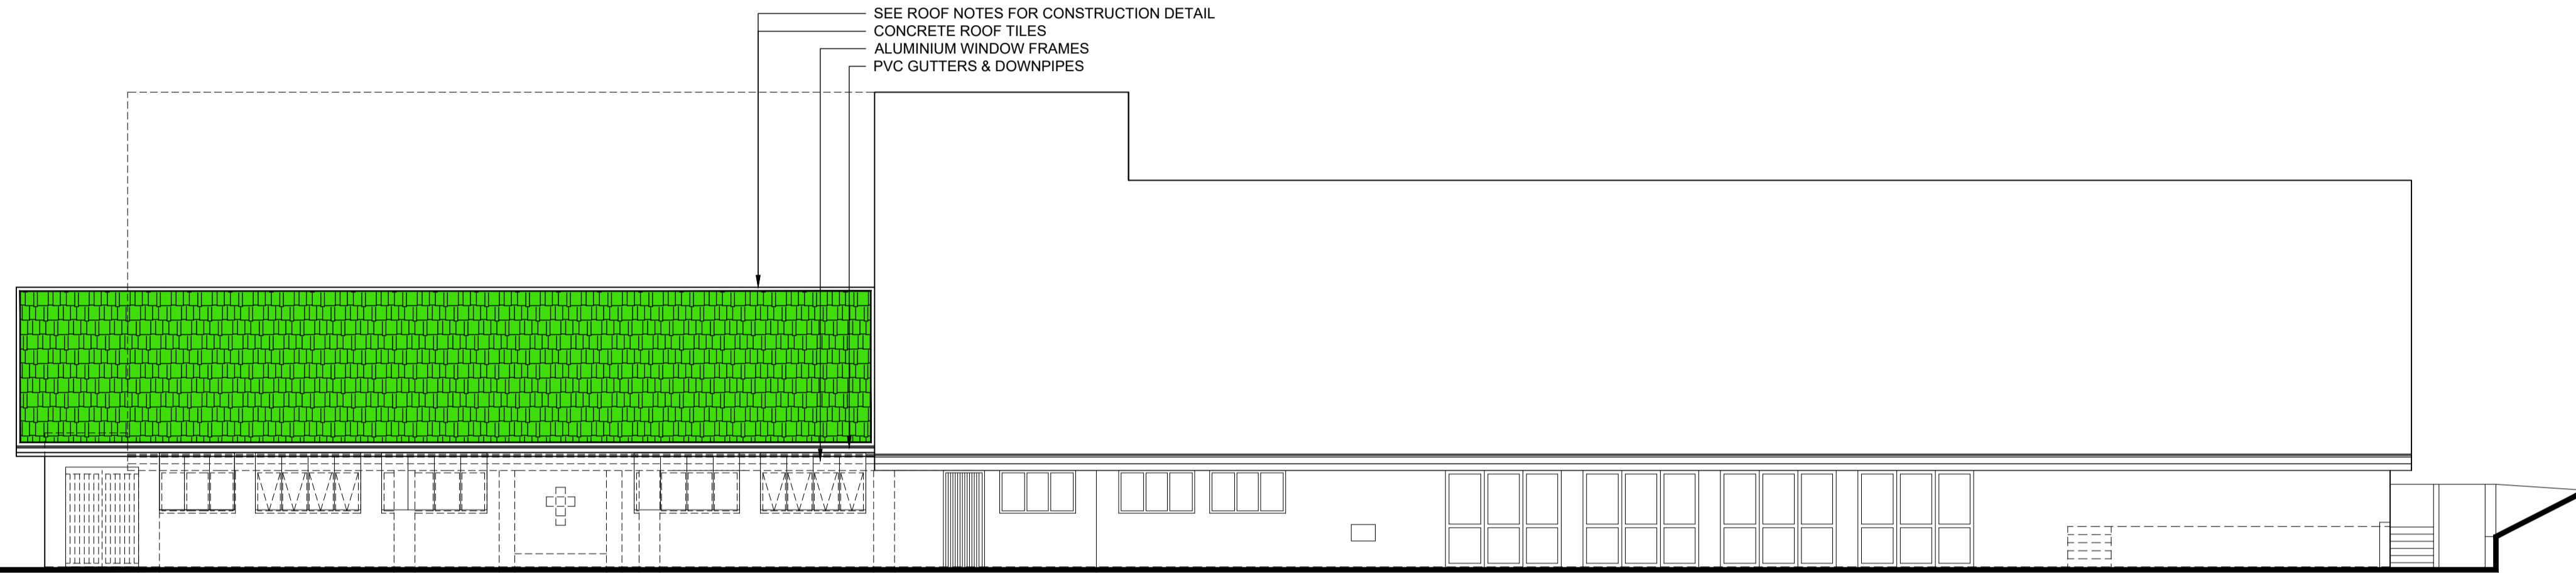 SEE ROOF NOTES FOR CONSTRUCTION DETAIL
CONCRETE ROOF TILES
ALUMINIUM WINDOW FRAMES
PVC GUTTERS & DOWNPIPES